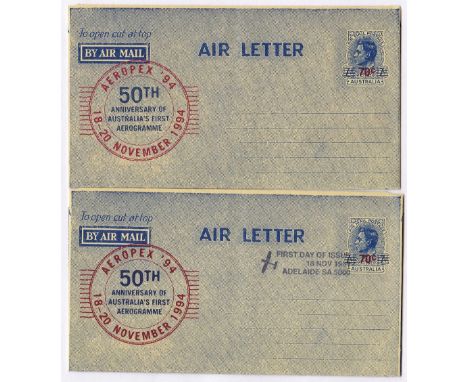 To open cut at top
BY AIR MAIL
AIR LETTER
70c
AUSTRALIA
AEROPEX '94
50TH
ANNIVERSARY OF
AUSTRALIA'S FIRST
AEROGRAMME
18-20 NOVEMBER 1994
To open cut at top
BY AIR MAIL
AIR LETTER
70c
AUSTRALIA
FIRST DAY OF ISSUE
18 NOV
ADELAIDE SA 5000
AEROPEX '94
50TH
ANNIVERSARY OF
AUSTRALIA'S FIRST
AEROGRAMME
18-20 NOVEMBER 1994